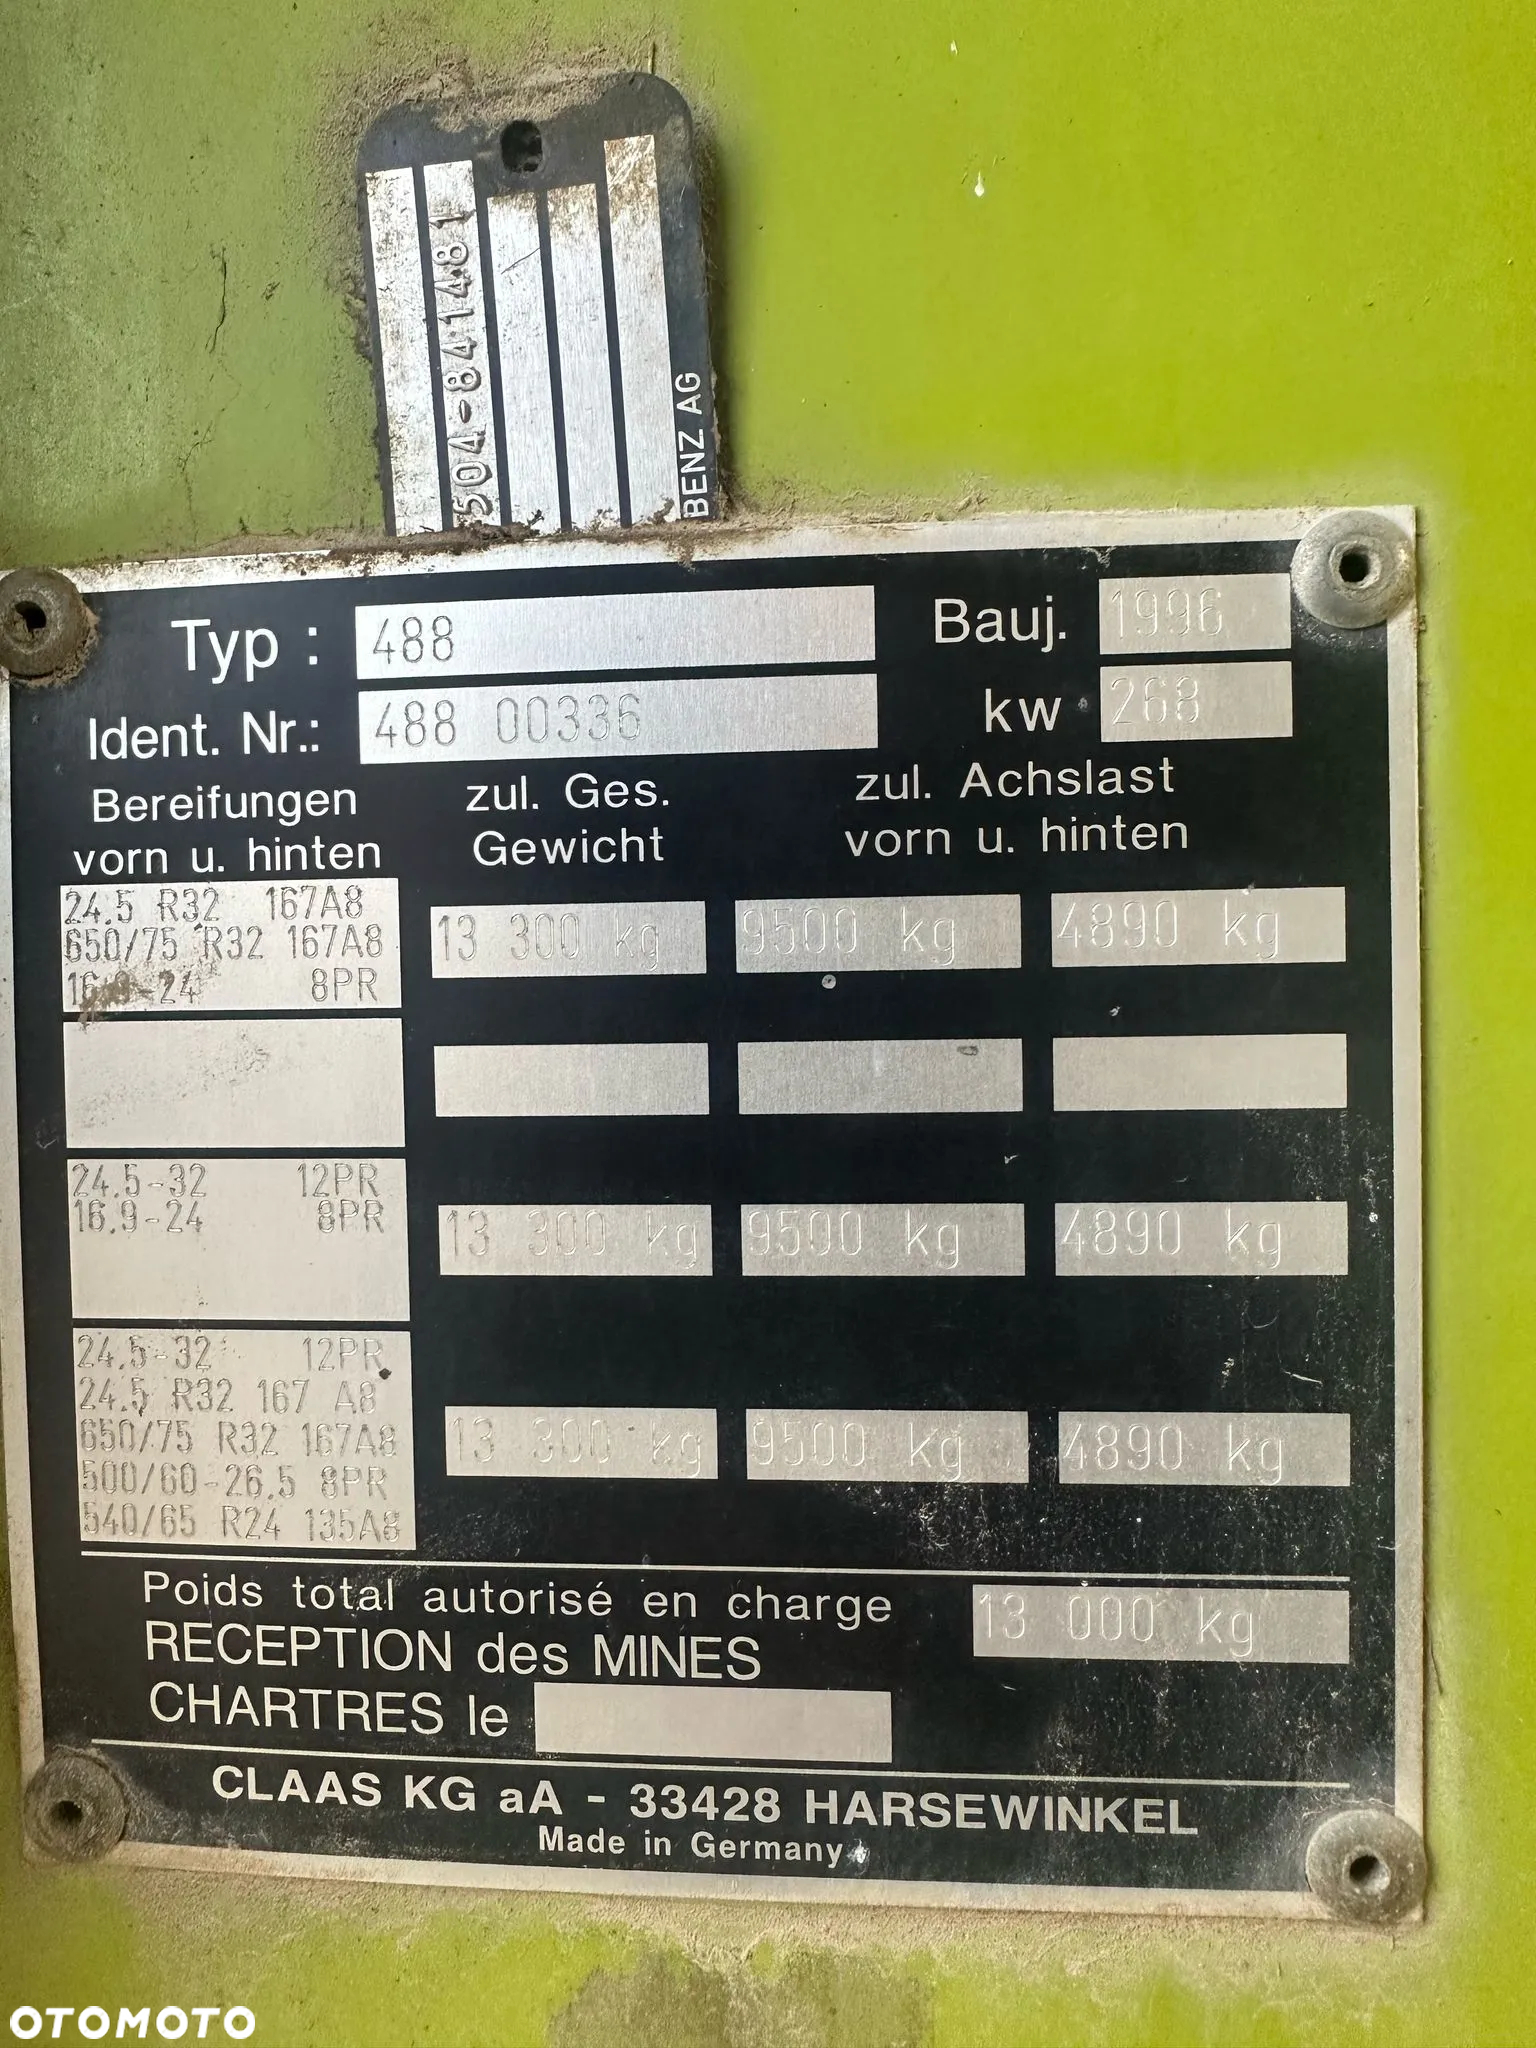 504-841481
BENZ AG
Typ : 488
Bauj. 1996
Ident. Nr.: 488 00336
kw 268
Bereifungen
vorn u. hinten
zul. Ges.
Gewicht
zul. Achslast
vorn u. hinten
24.5 R32 167A8
650/75 R32 167A8
16.9-24 8PR
13 300 kg 9500 kg 4890 kg
24.5-32 12PR
16.9-24 8PR
13 300 kg 9500 kg 4890 kg
24.5-32 12PR
24.5 R32 167 A8
650/75 R32 167A8
500/60-26.5 8PR
540/65 R24 135A8
13 300 kg 9500 kg 4890 kg
Poids total autorisé en charge 13 000 kg
RECEPTION des MINES
CHARTRES le
CLAAS KG aA - 33428 HARSEWINKEL
Made in Germany
OTOMOTO